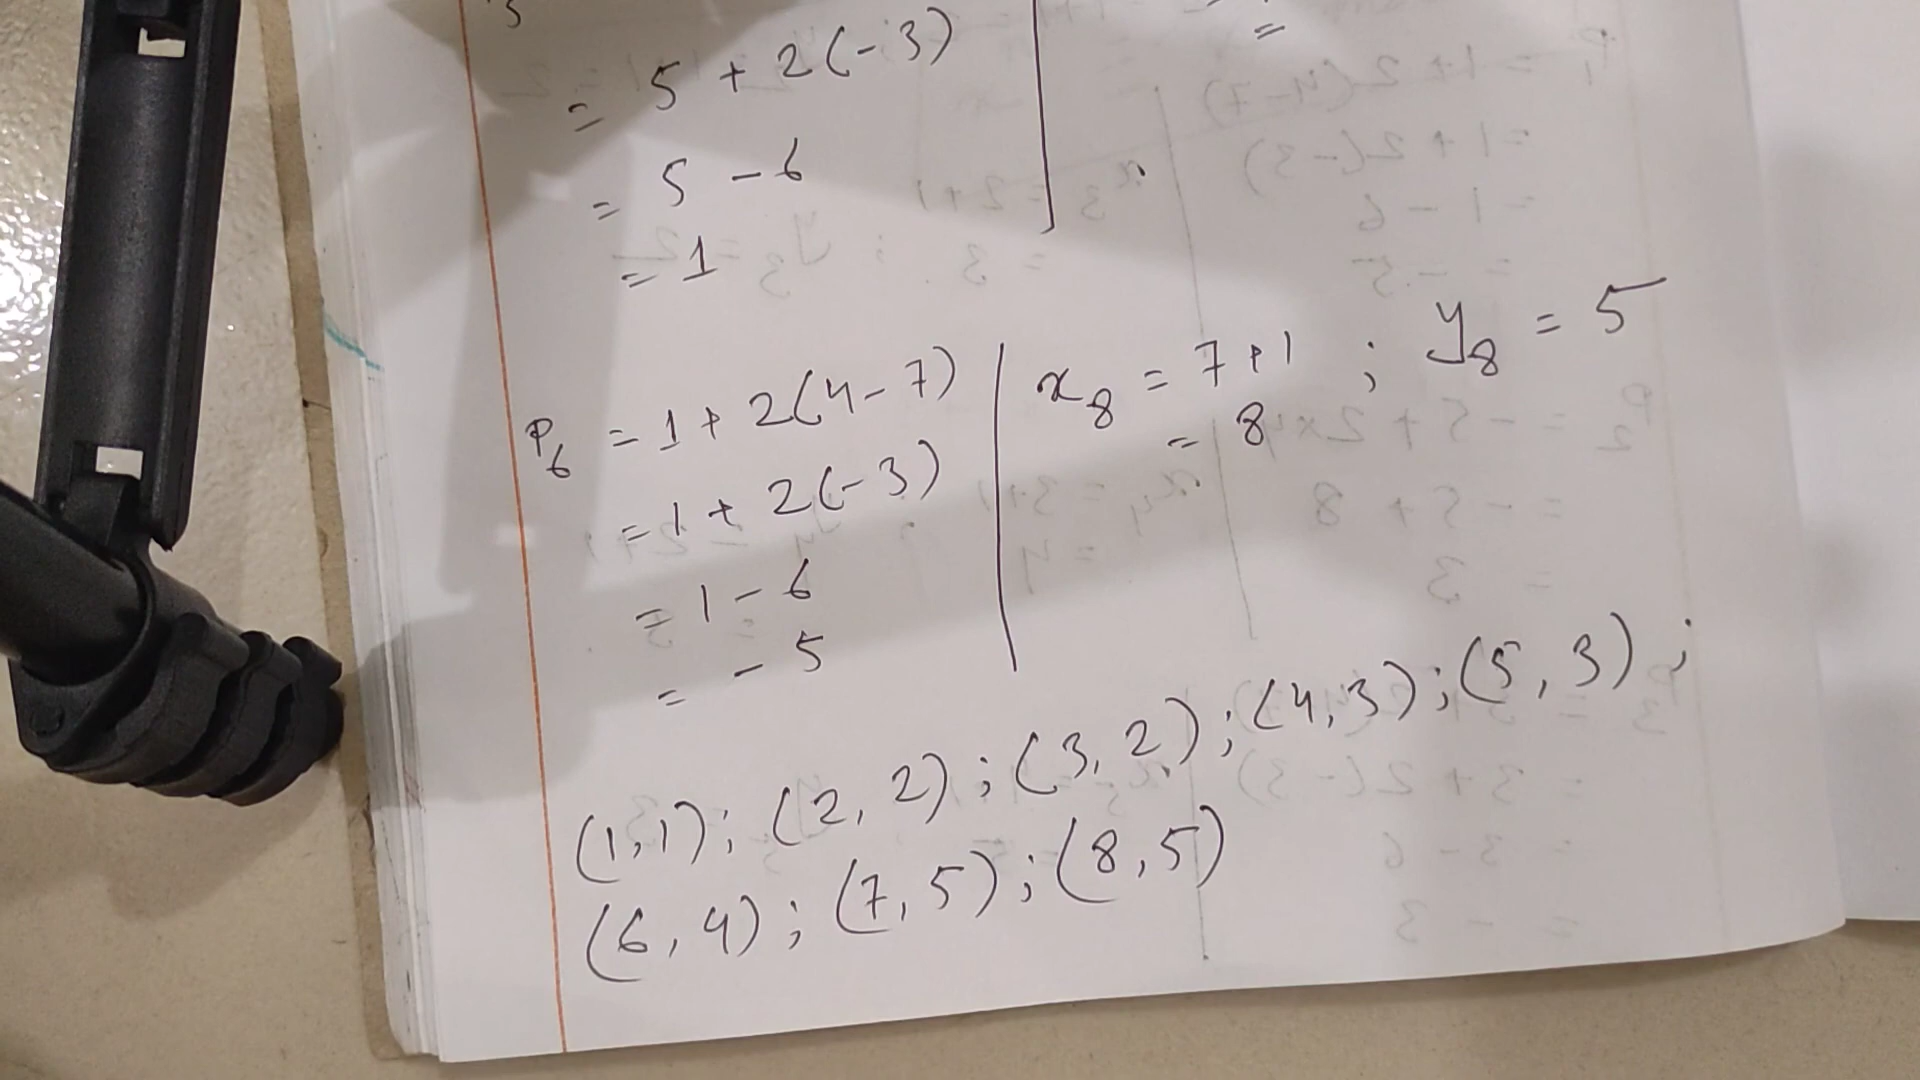 = 5 + 2(-3)
= 5 - 6
= 1
P6 = 1 + 2(4-7)
= 1 + 2(-3)
= 1 - 6
= - 5
x8 = 7+1 ; y8 = 5
= 8
(1,1); (2, 2); (3, 2); (4, 3); (5, 3);
(6, 4); (7, 5); (8, 5)